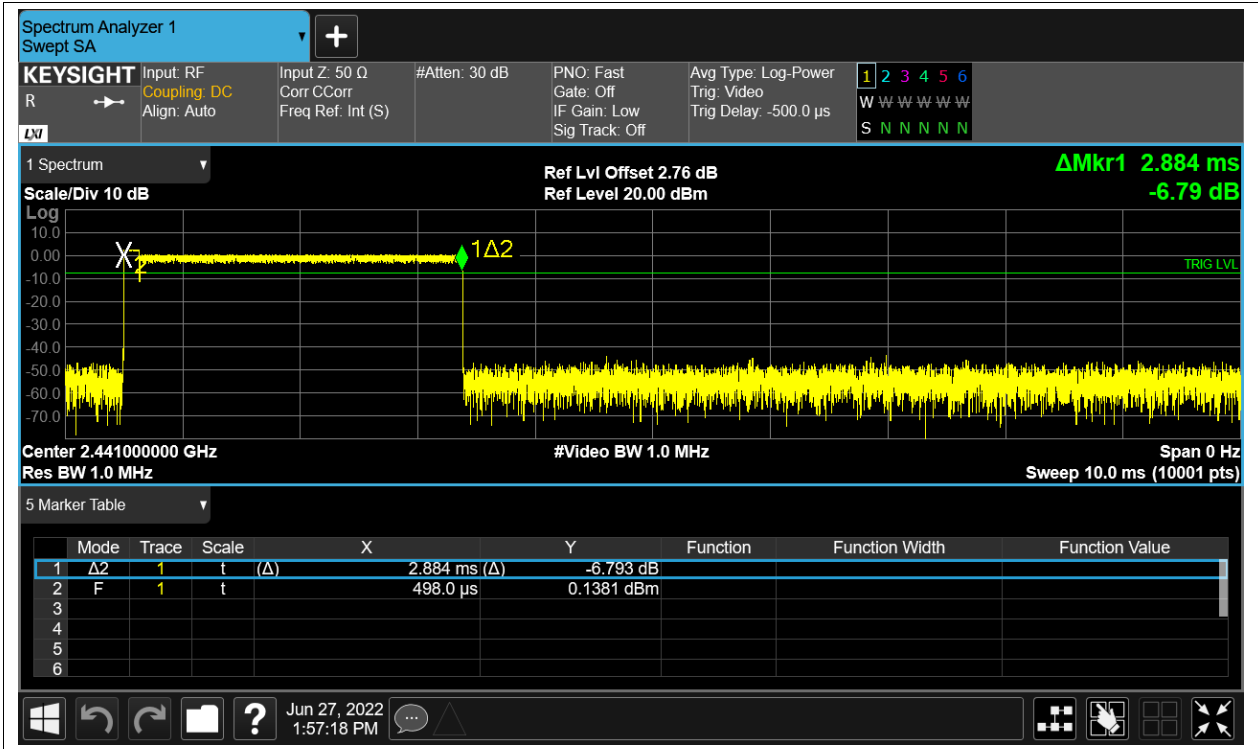 Spectrum Analyzer 1
Swept SA
KEYSIGHT
R
LXI
Input: RF
Coupling: DC
Align: Auto
Input Z: 50 Ω
Corr CCorr
Freq Ref: Int (S)
#Atten: 30 dB
PNO: Fast
Gate: Off
IF Gain: Low
Sig Track: Off
Avg Type: Log-Power
Trig: Video
Trig Delay: -500.0 µs
1 2 3 4 5 6
W W W W W W
S N N N N N
1 Spectrum
Scale/Div 10 dB
Ref Lvl Offset 2.76 dB
Ref Level 20.00 dBm
ΔMkr1 2.884 ms
-6.79 dB
Log
10.0
0.00
-10.0
-20.0
-30.0
-40.0
-50.0
-60.0
-70.0
X
2
1Δ2
TRIG LVL
Center 2.441000000 GHz
#Video BW 1.0 MHz
Span 0 Hz
Res BW 1.0 MHz
Sweep 10.0 ms (10001 pts)
5 Marker Table
Mode Trace Scale X Y Function Function Width Function Value
1 Δ2 1 t (Δ) 2.884 ms (Δ) -6.793 dB
2 F 1 t 498.0 µs 0.1381 dBm
3
4
5
6
?
Jun 27, 2022
1:57:18 PM